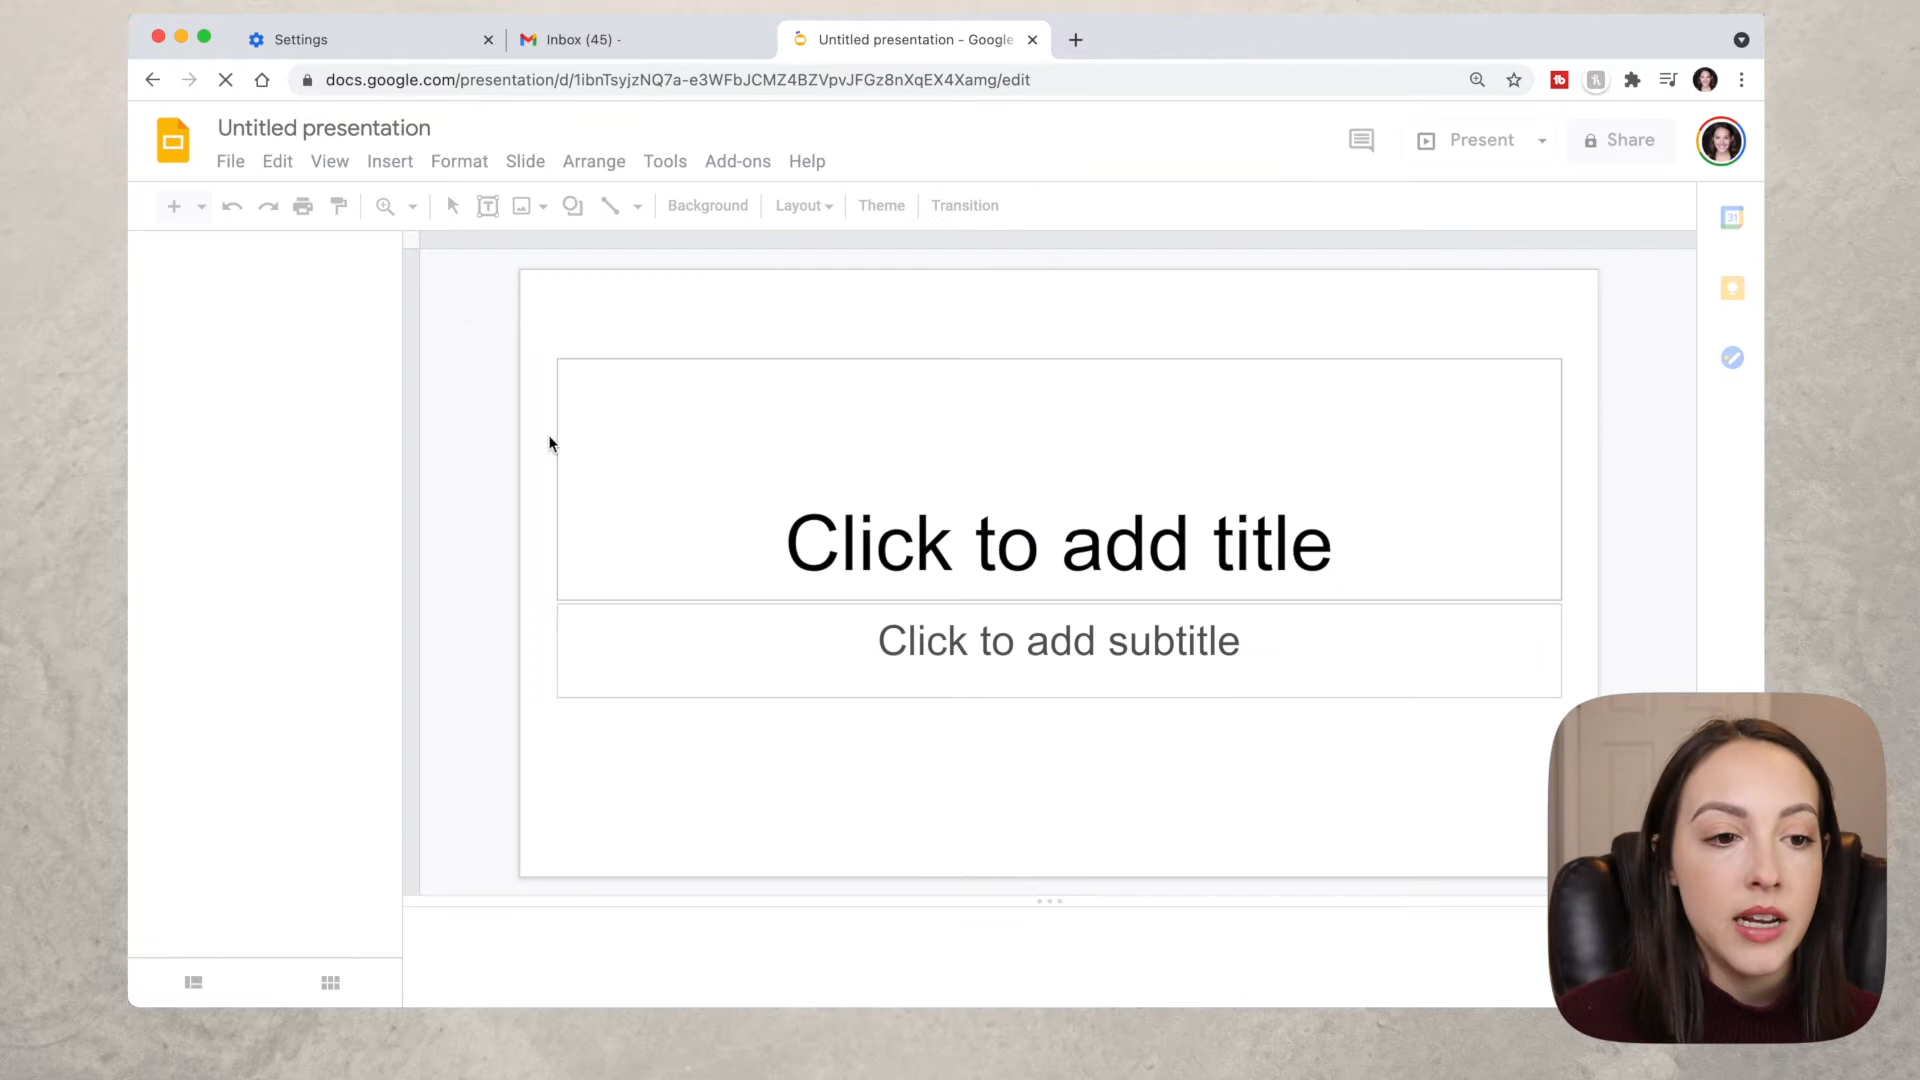 Settings
Inbox (45) -
Untitled presentation - Google
docs.google.com/presentation/d/1ibnTsyjzNQ7a-e3WFbJCMZ4BZVpvJFGz8nXqEX4Xamg/edit
Untitled presentation
File Edit View Insert Format Slide Arrange Tools Add-ons Help
Present
Share
Background Layout Theme Transition
31
Click to add title
Click to add subtitle